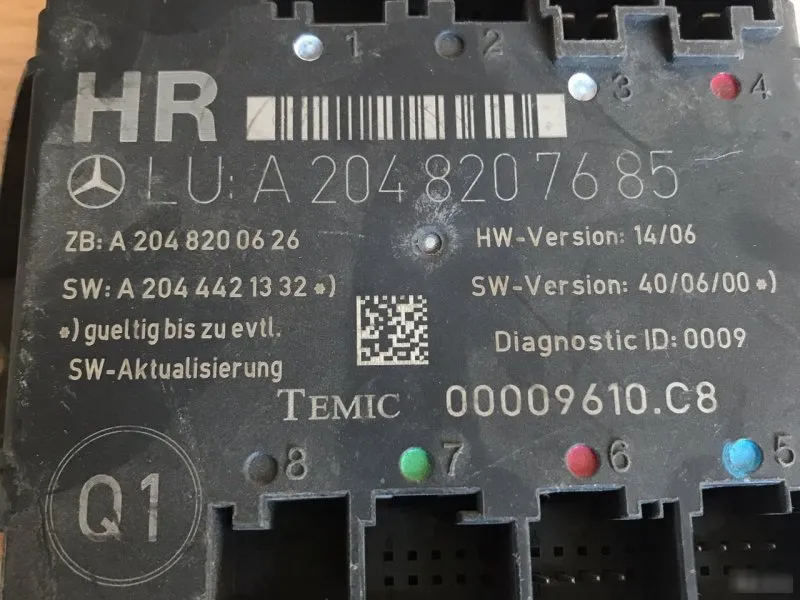 1 2
3 4
HR
LU: A 204 820 76 85
ZB: A 204 820 06 26
HW-Version: 14/06
SW: A 204 442 13 32 *)
SW-Version: 40/06/00 *)
*) gueltig bis zu evtl.
SW-Aktualisierung
Diagnostic ID: 0009
TEMIC 00009610.C8
Q1
8 7 6 5